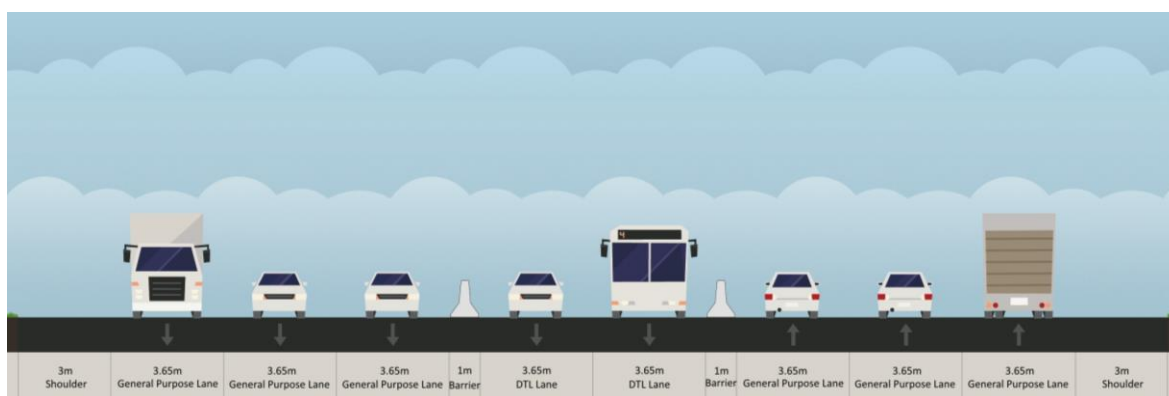 4
3m
Shoulder
3.65m
General Purpose Lane
3.65m
General Purpose Lane
3.65m
General Purpose Lane
1m
Barrier
3.65m
DTL Lane
3.65m
DTL Lane
1m
Barrier
3.65m
General Purpose Lane
3.65m
General Purpose Lane
3.65m
General Purpose Lane
3m
Shoulder